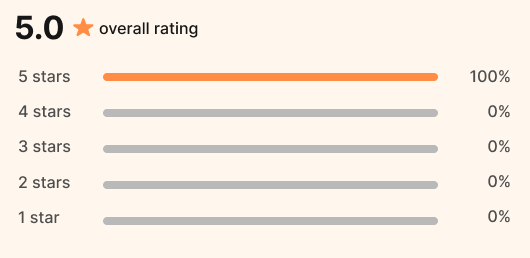 5.0 overall rating
5 stars 100%
4 stars 0%
3 stars 0%
2 stars 0%
1 star 0%